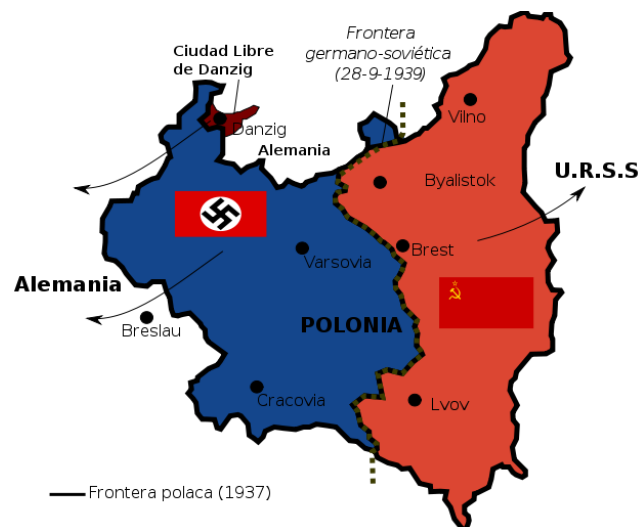 Ciudad Libre
de Danzig
Frontera
germano-soviética
(28-9-1939)
Vilno
Danzig
Alemania
Byalistok
U.R.S.S
Brest
Varsovia
Alemania
Breslau
POLONIA
Cracovia
Lvov
Frontera polaca (1937)